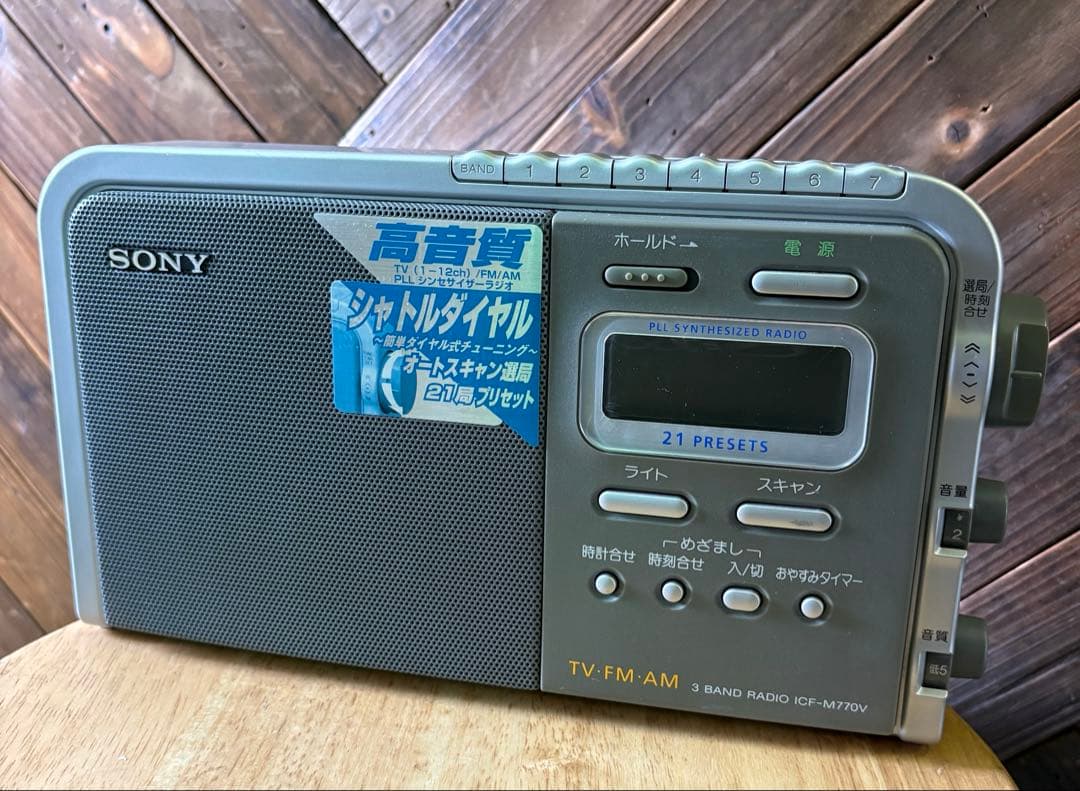 BAND 1 2 3 4 5 6 7
SONY
高音質
TV (1-12ch) /FM/AM
PLL シンセサイザーラジオ
シャトルダイヤル
~簡単ダイヤル式チューニング~
オートスキャン選局
21局 プリセット
ホールド
電源
PLL SYNTHESIZED RADIO
21 PRESETS
ライト
スキャン
めざまし
時計合せ
時刻合せ
入/切
おやすみタイマー
TV·FM·AM
3 BAND RADIO ICF-M770V
選局/
時刻
合せ
音量
2
音質
低5